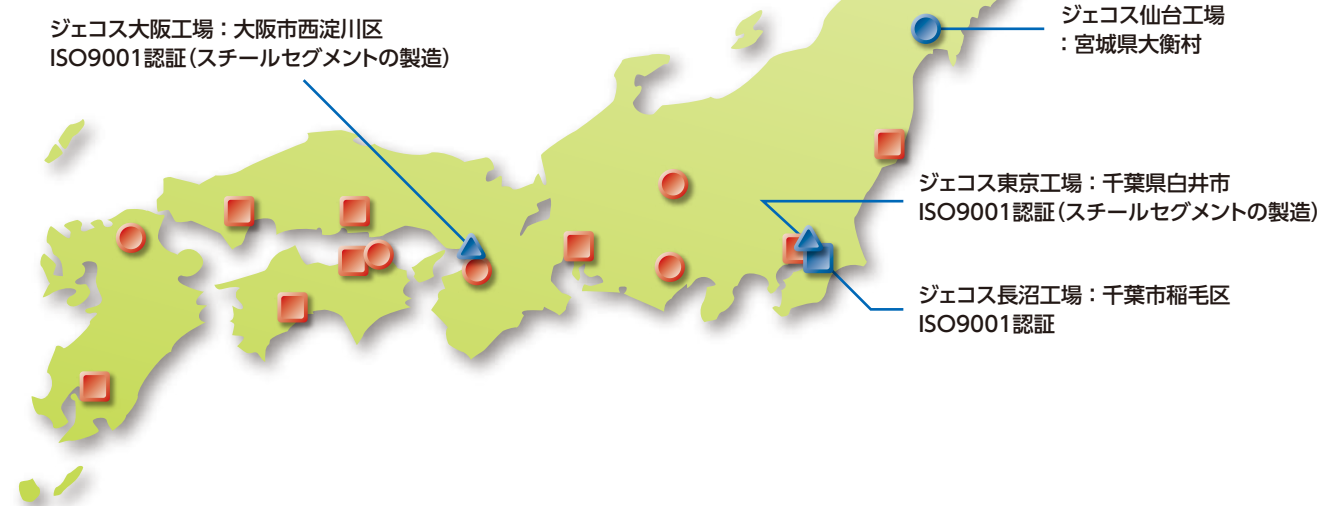 ジェコス大阪工場：大阪市西淀川区
ISO9001認証（スチールセグメントの製造）
ジェコス仙台工場
：宮城県大衡村
ジェコス東京工場：千葉県白井市
ISO9001認証（スチールセグメントの製造）
ジェコス長沼工場：千葉市稲毛区
ISO9001認証